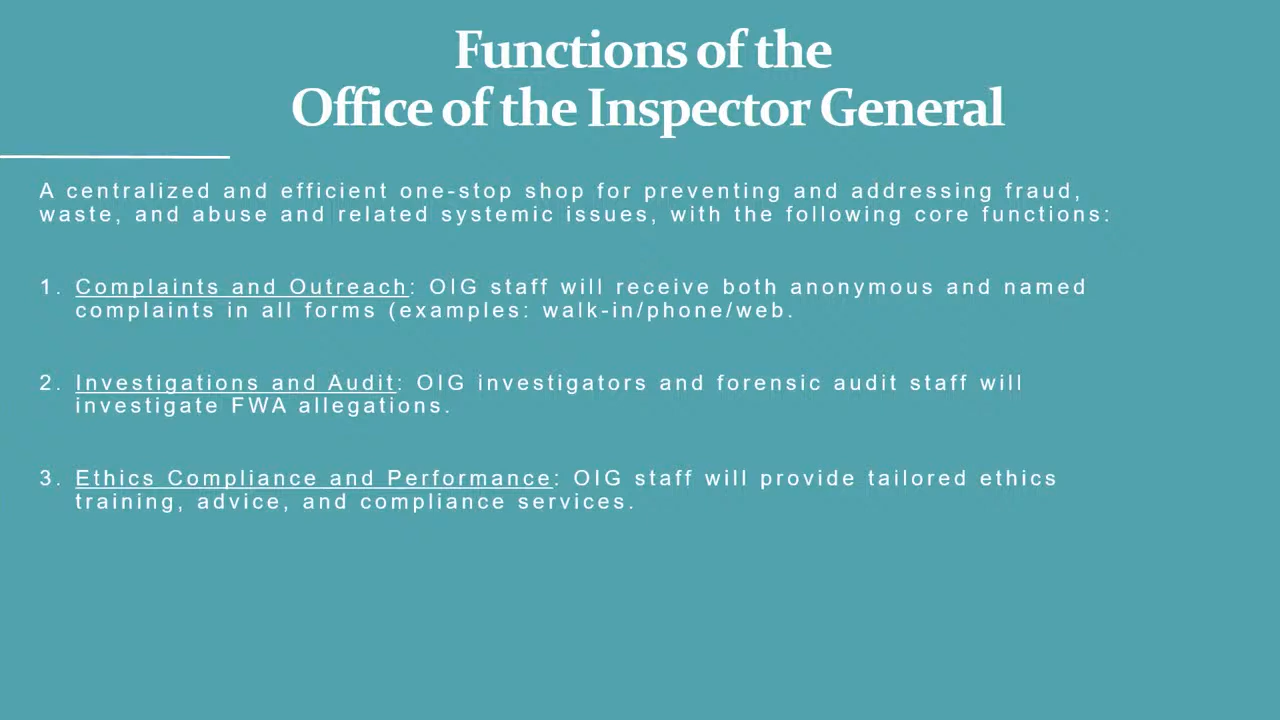 Functions of the
Office of the Inspector General
A centralized and efficient one-stop shop for preventing and addressing fraud,
waste, and abuse and related systemic issues, with the following core functions:
1. Complaints and Outreach: OIG staff will receive both anonymous and named
complaints in all forms (examples: walk-in/phone/web.
2. Investigations and Audit: OIG investigators and forensic audit staff will
investigate FWA allegations.
3. Ethics Compliance and Performance: OIG staff will provide tailored ethics
training, advice, and compliance services.